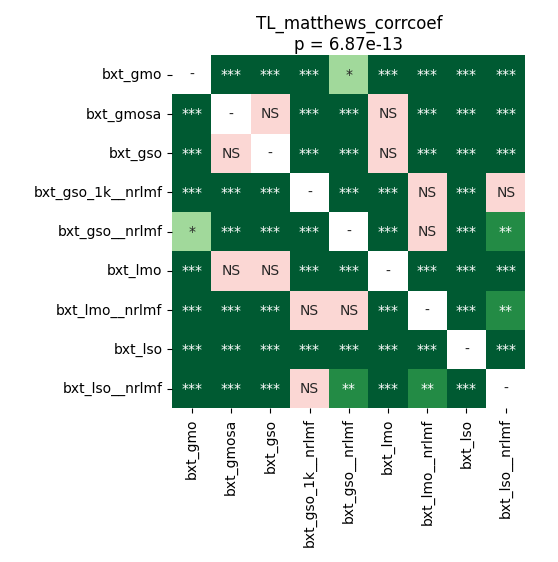 TL_matthews_corrcoef
p = 6.87e-13
bxt_gmo - *** *** *** * *** *** *** ***
bxt_gmosa *** - NS *** *** NS *** *** ***
bxt_gso *** NS - *** *** NS *** *** ***
bxt_gso_1k__nrlmf *** *** *** - *** *** NS *** NS
bxt_gso__nrlmf * *** *** *** - *** NS *** **
bxt_lmo *** NS NS *** *** - *** *** ***
bxt_lmo__nrlmf *** *** *** NS NS *** - *** **
bxt_lso *** *** *** *** *** *** *** - ***
bxt_lso__nrlmf *** *** *** NS ** *** ** *** -
bxt_gmo
bxt_gmosa
bxt_gso
bxt_gso_1k__nrlmf
bxt_gso__nrlmf
bxt_lmo
bxt_lmo__nrlmf
bxt_lso
bxt_lso__nrlmf